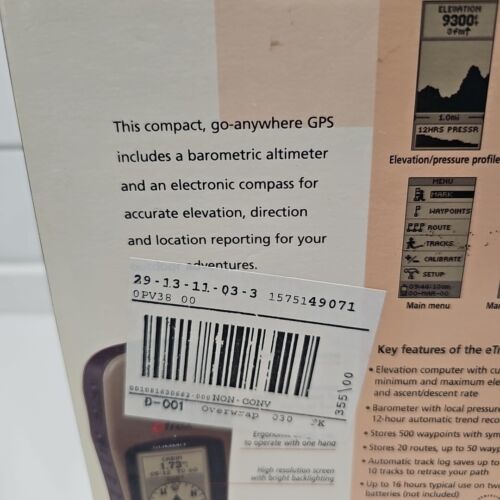 This compact, go-anywhere GPS
includes a barometric altimeter
and an electronic compass for
accurate elevation, direction
and location reporting for your
adventures.
29-13-11-03-3 1575149071
0PV38 00
NON-CONV
D-001
Overwrap 030 PK
355\00
to operate with one hand
High resolution screen
with bright backlighting
SUMMIT
ELEVATION
9300
1.0mi
12HRS PRESSR
Elevation/pressure profile
MENU
MARK
WAYPOINTS
ROUTE
TRACKS
CALIBRATE
SETUP
Main menu
Key features of the eTr
• Elevation computer with cu
minimum and maximum ele
and ascent/descent rate
• Barometer with local pressu
12-hour automatic trend reco
• Stores 500 waypoints with sym
• Stores 20 routes, up to 50 way
• Automatic track log saves up to
10 tracks to retrace your path
• Up to 16 hours typical use on tw
batteries (not included)